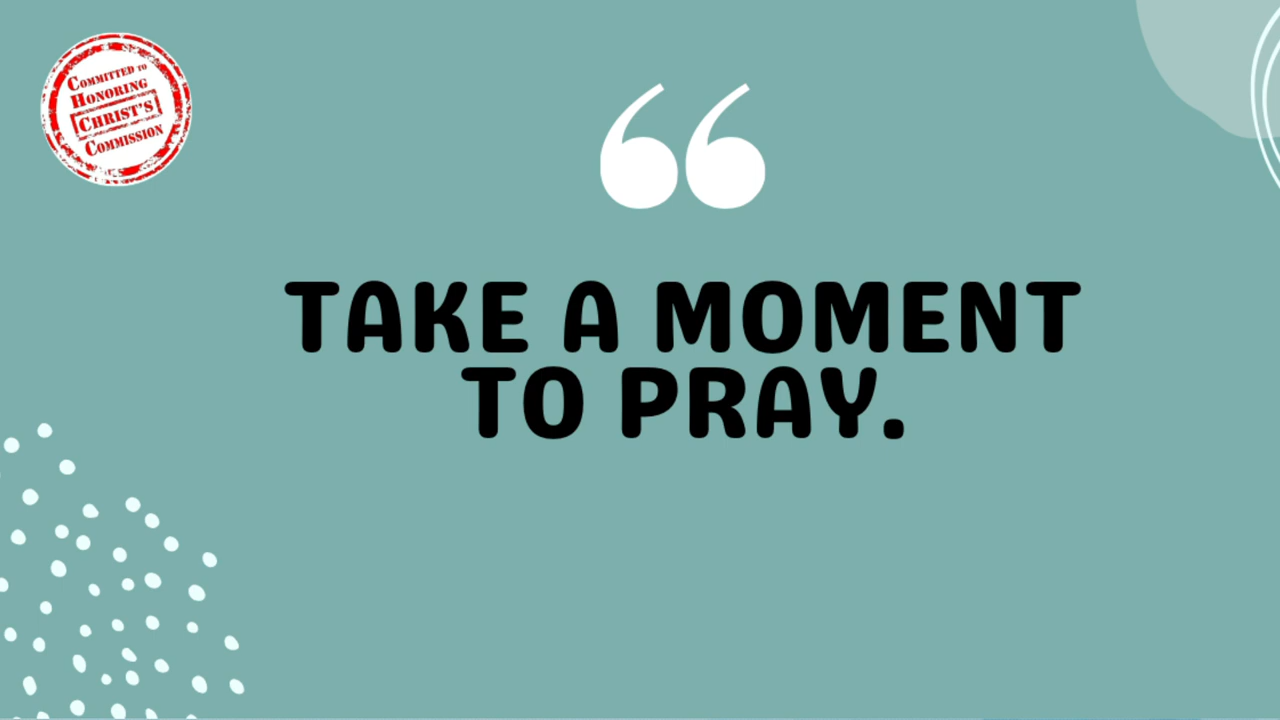 COMMITTED TO
HONORING
CHRIST'S
COMMISSION
“
TAKE A MOMENT
TO PRAY.